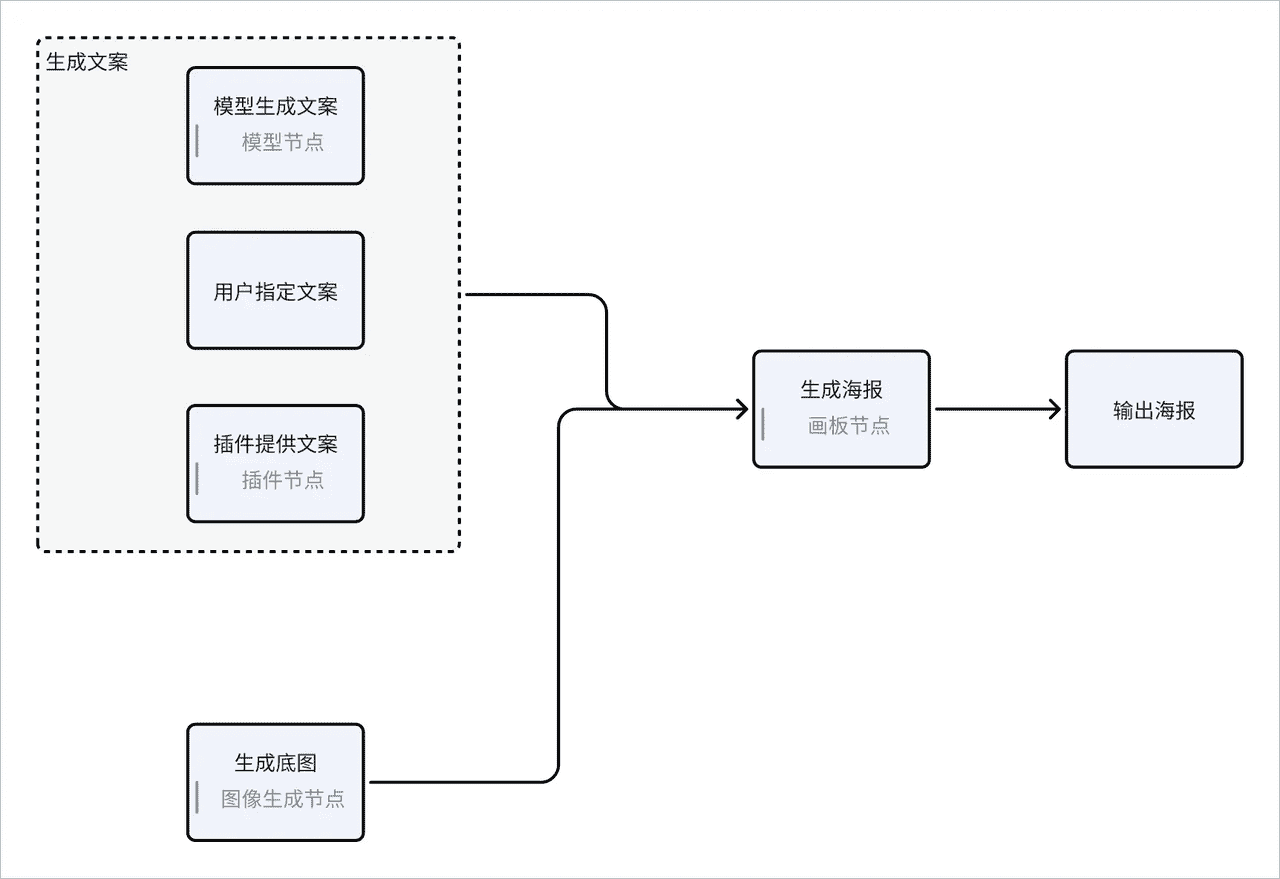 生成文案
模型生成文案
模型节点
用户指定文案
插件提供文案
插件节点
生成海报
画板节点
输出海报
生成底图
图像生成节点